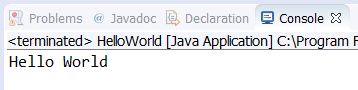 Problems @ Javadoc Declaration Console
<terminated> HelloWorld [Java Application] C:\Program F
Hello World